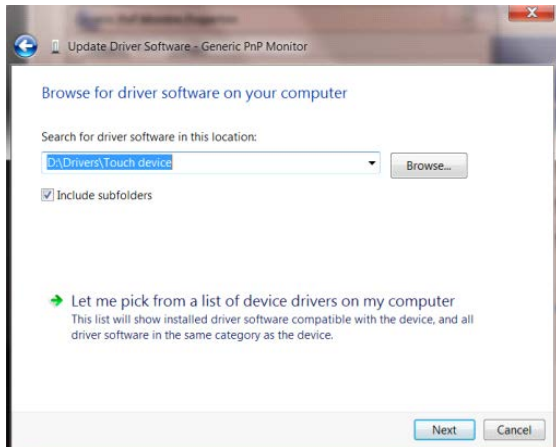 Update Driver Software - Generic PnP Monitor
Browse for driver software on your computer
Search for driver software in this location:
D:\Drivers\Touch device
Browse...
Include subfolders
Let me pick from a list of device drivers on my computer
This list will show installed driver software compatible with the device, and all
driver software in the same category as the device.
Next
Cancel